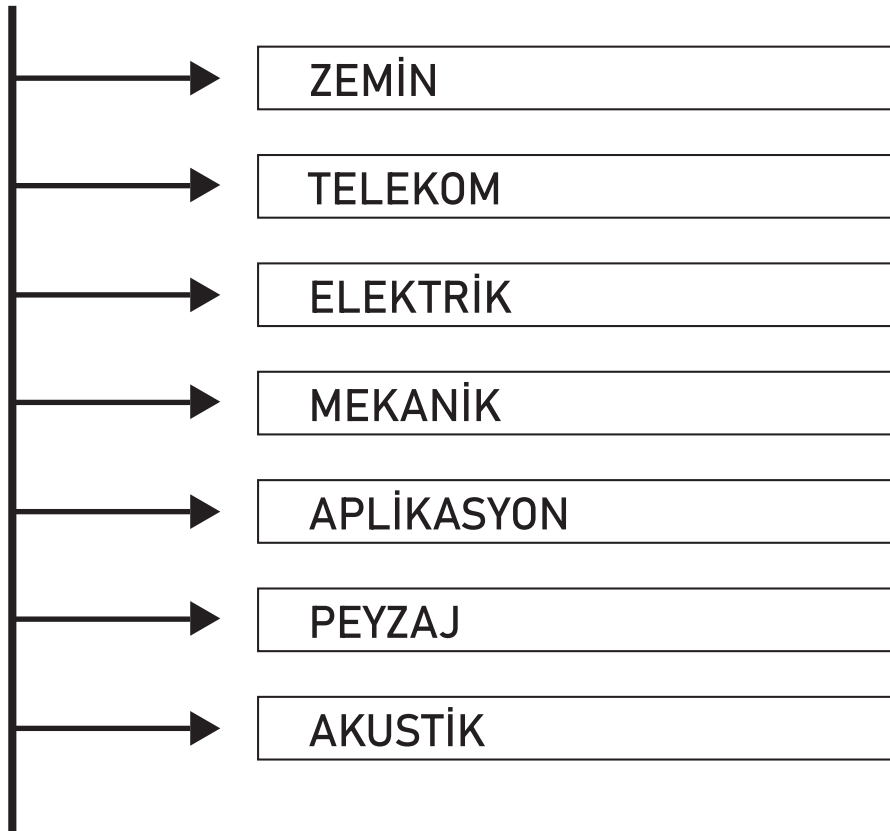 ZEMİN
TELEKOM
ELEKTRİK
MEKANİK
APLİKASYON
PEYZAJ
AKUSTİK